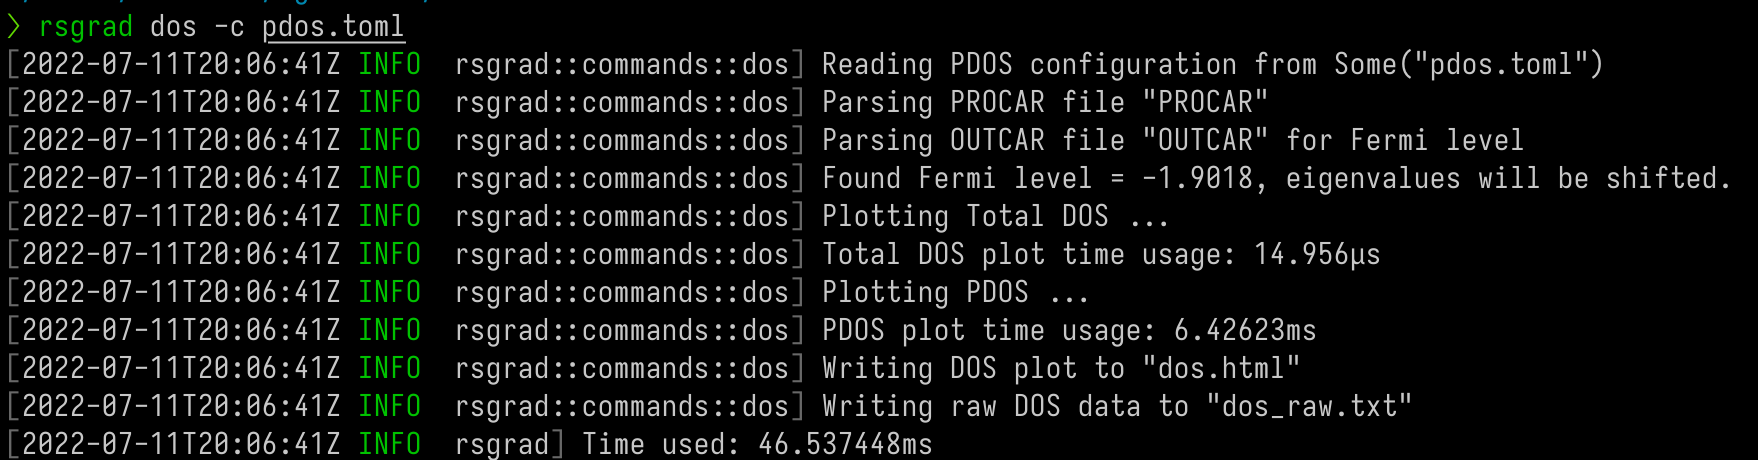 ❯ rsgrad dos -c pdos.toml
[2022-07-11T20:06:41Z INFO  rsgrad::commands::dos] Reading PDOS configuration from Some("pdos.toml")
[2022-07-11T20:06:41Z INFO  rsgrad::commands::dos] Parsing PROCAR file "PROCAR"
[2022-07-11T20:06:41Z INFO  rsgrad::commands::dos] Parsing OUTCAR file "OUTCAR" for Fermi level
[2022-07-11T20:06:41Z INFO  rsgrad::commands::dos] Found Fermi level = -1.9018, eigenvalues will be shifted.
[2022-07-11T20:06:41Z INFO  rsgrad::commands::dos] Plotting Total DOS ...
[2022-07-11T20:06:41Z INFO  rsgrad::commands::dos] Total DOS plot time usage: 14.956µs
[2022-07-11T20:06:41Z INFO  rsgrad::commands::dos] Plotting PDOS ...
[2022-07-11T20:06:41Z INFO  rsgrad::commands::dos] PDOS plot time usage: 6.42623ms
[2022-07-11T20:06:41Z INFO  rsgrad::commands::dos] Writing DOS plot to "dos.html"
[2022-07-11T20:06:41Z INFO  rsgrad::commands::dos] Writing raw DOS data to "dos_raw.txt"
[2022-07-11T20:06:41Z INFO  rsgrad] Time used: 46.537448ms